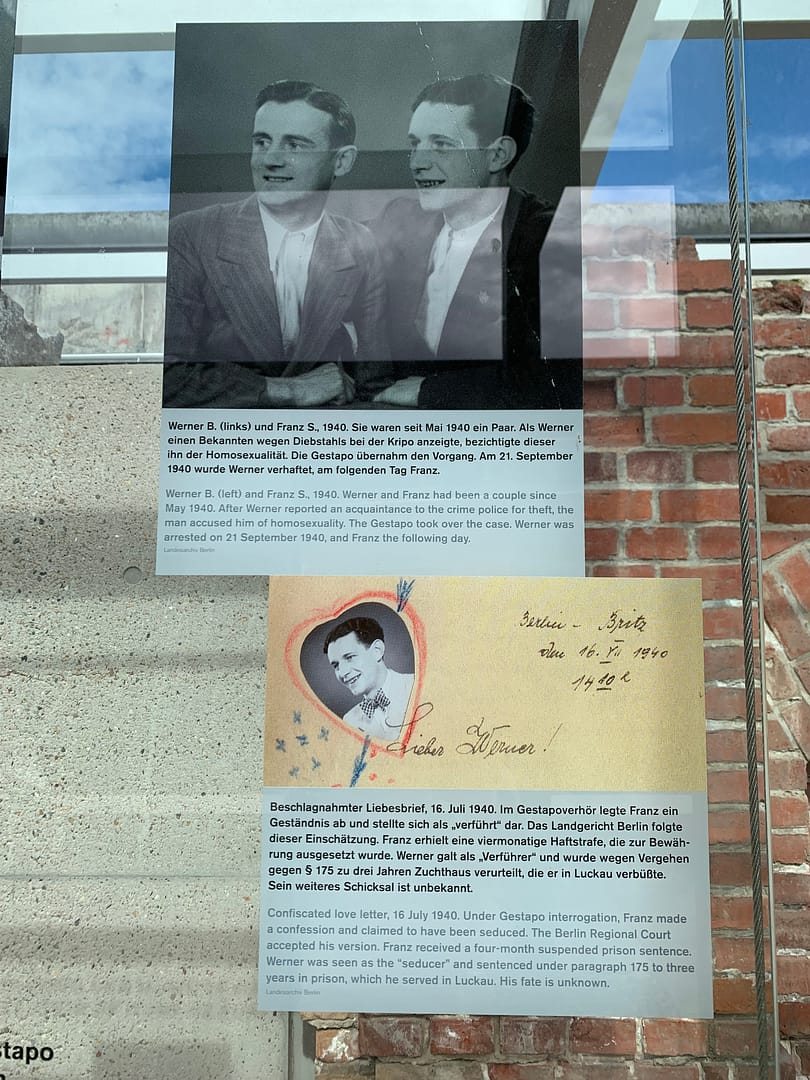 Werner B. (links) und Franz S., 1940. Sie waren seit Mai 1940 ein Paar. Als Werner
einen Bekannten wegen Diebstahls bei der Kripo anzeigte, bezichtigte dieser
ihn der Homosexualität. Die Gestapo übernahm den Vorgang. Am 21. September
1940 wurde Werner verhaftet, am folgenden Tag Franz.
Werner B. (left) and Franz S., 1940. Werner and Franz had been a couple since
May 1940. After Werner reported an acquaintance to the crime police for theft, the
man accused him of homosexuality. The Gestapo took over the case. Werner was
arrested on 21 September 1940, and Franz the following day.
Landesarchiv Berlin
Berlin - Britz
den 16. VII 1940
14 10 h
Lieber Werner!
Beschlagnahmter Liebesbrief, 16. Juli 1940. Im Gestapoverhör legte Franz ein
Geständnis ab und stellte sich als „verführt“ dar. Das Landgericht Berlin folgte
dieser Einschätzung. Franz erhielt eine viermonatige Haftstrafe, die zur Bewäh-
rung ausgesetzt wurde. Werner galt als „Verführer“ und wurde wegen Vergehen
gegen § 175 zu drei Jahren Zuchthaus verurteilt, die er in Luckau verbüßte.
Sein weiteres Schicksal ist unbekannt.
Confiscated love letter, 16 July 1940. Under Gestapo interrogation, Franz made
a confession and claimed to have been seduced. The Berlin Regional Court
accepted his version. Franz received a four-month suspended prison sentence.
Werner was seen as the “seducer” and sentenced under paragraph 175 to three
years in prison, which he served in Luckau. His fate is unknown.
Landesarchiv Berlin
stapo